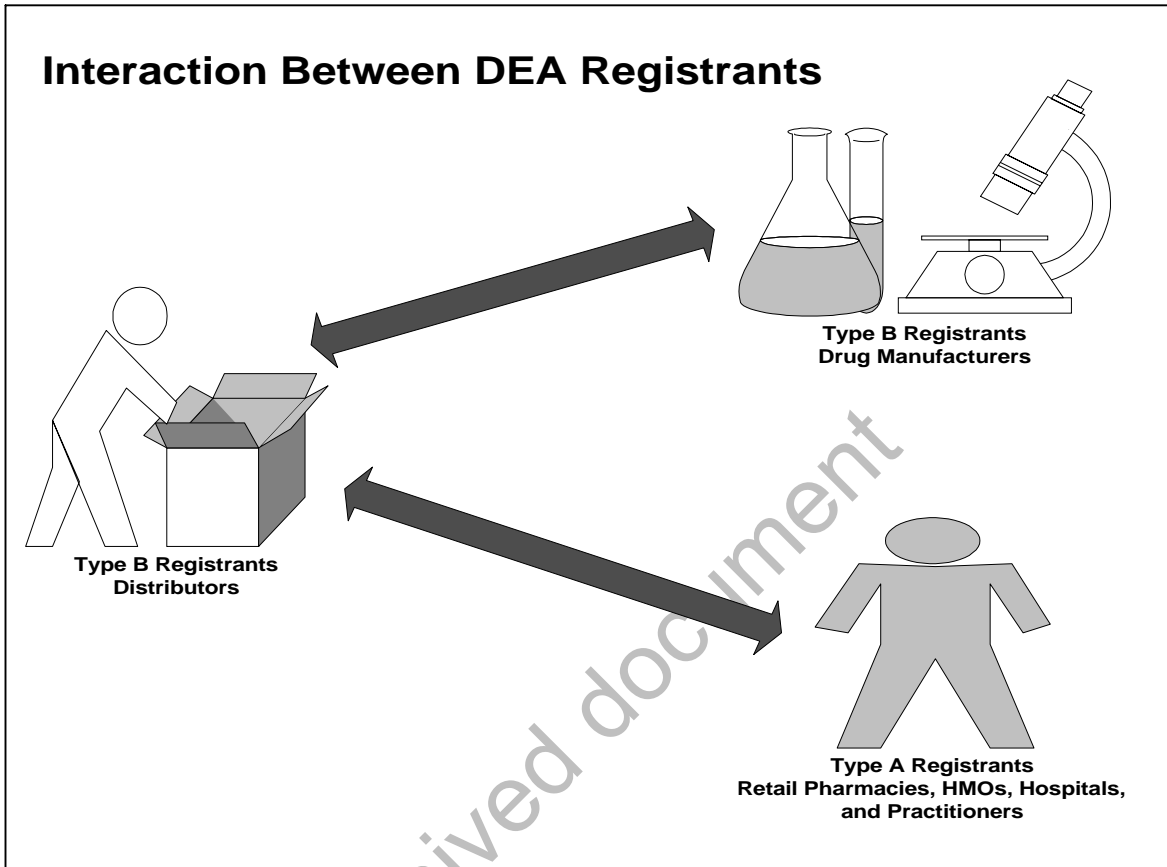 Interaction Between DEA Registrants
Type B Registrants
Drug Manufacturers
Type B Registrants
Distributors
Type A Registrants
Retail Pharmacies, HMOs, Hospitals,
and Practitioners
ived document